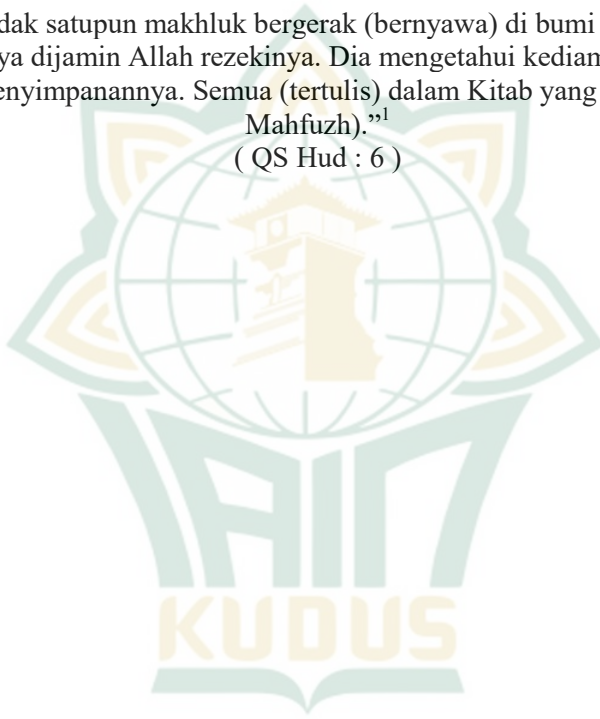 dak satupun makhluk bergerak (bernyawa) di bumi
ya dijamin Allah rezekinya. Dia mengetahui kediam
enyimpanannya. Semua (tertulis) dalam Kitab yang
Mahfuzh).”1
( QS Hud : 6 )
IAIN
KUDUS